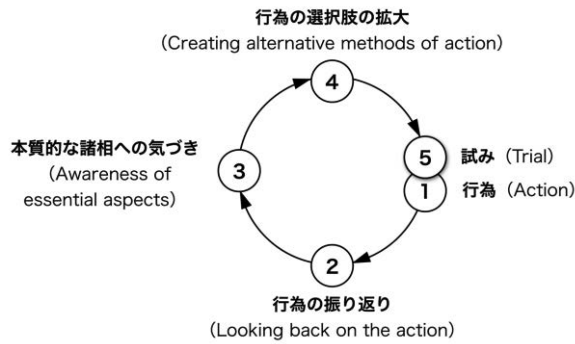 行為の選択肢の拡大
（Creating alternative methods of action）
4
本質的な諸相への気づき
（Awareness of
essential aspects）
3
5
試み（Trial）
1
行為（Action）
2
行為の振り返り
（Looking back on the action）